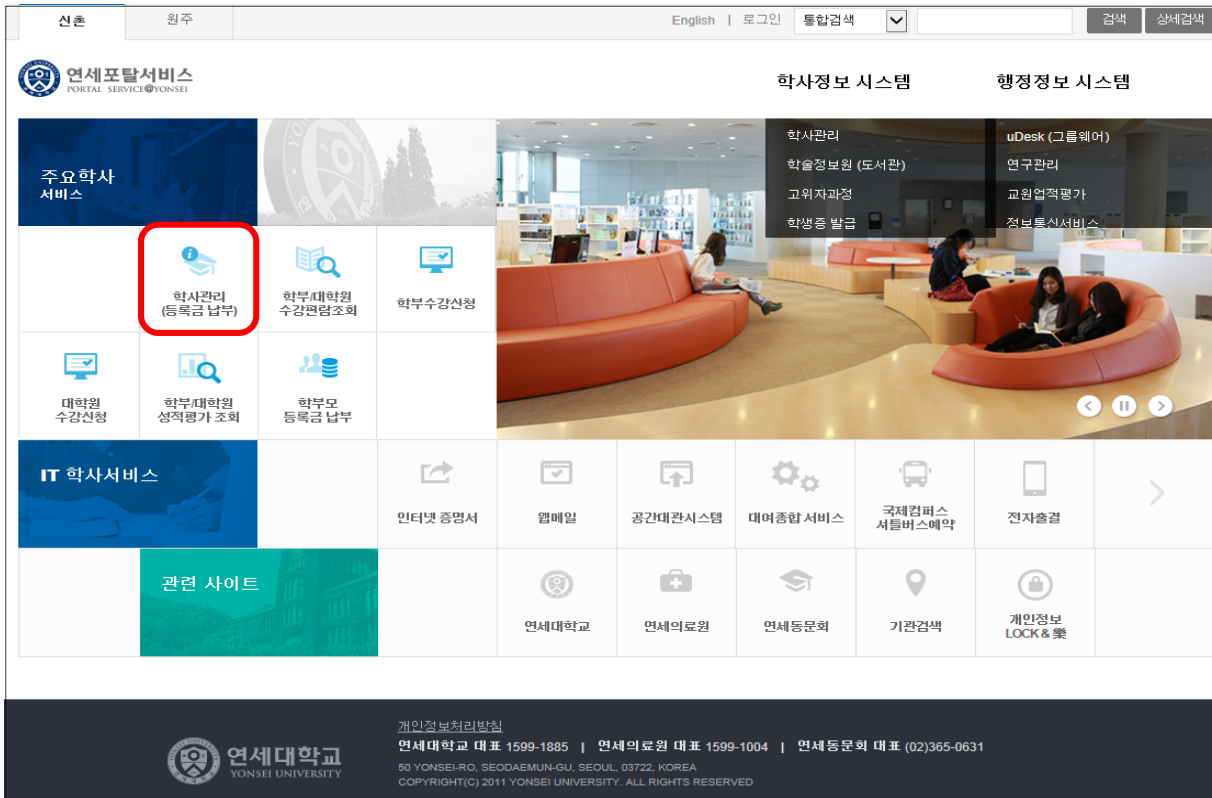 신촌
원주
English | 로그인
통합검색
검색
상세검색
연세포탈서비스
PORTAL SERVICE@YONSEI
학사정보 시스템
행정정보 시스템
주요학사
서비스
학사관리
학술정보원 (도서관)
고위자과정
학생증 발급
uDesk (그룹웨어)
연구관리
교원업적평가
정보통신서비스
학사관리
(등록금 납부)
학부/대학원
수강편람조회
학부수강신청
대학원
수강신청
학부/대학원
성적평가 조회
학부모
등록금 납부
IT 학사서비스
인터넷 증명서
웹메일
공간대관시스템
대여종합 서비스
국제컴퍼스
셔틀버스예약
전자출결
관련 사이트
연세대학교
연세의료원
연세동문회
기관검색
개인정보
LOCK & 樂
연세대학교
YONSEI UNIVERSITY
개인정보처리방침
연세대학교 대표 1599-1885 | 연세의료원 대표 1599-1004 | 연세동문회 대표 (02)365-0631
50 YONSEI-RO, SEODAEMUN-GU, SEOUL, 03722, KOREA
COPYRIGHT(C) 2011 YONSEI UNIVERSITY. ALL RIGHTS RESERVED